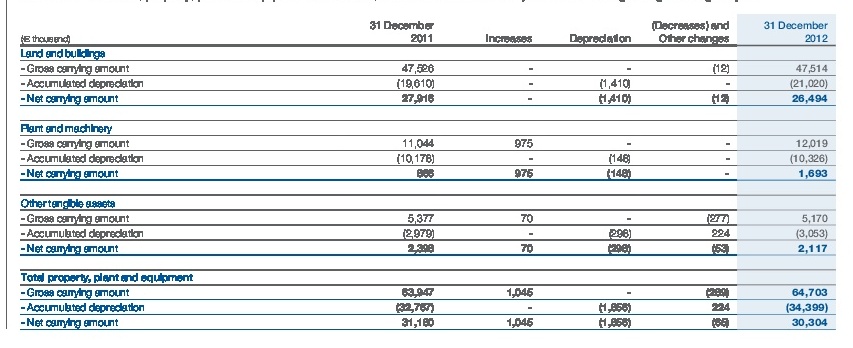 31 December (Decreases) and 31 December
(€ thousand) 2011 Increases Depreciation Other changes 2012
Land and buildings
- Gross carrying amount 47,526 - - (12) 47,514
- Accumulated depreciation (19,610) - (1,410) - (21,020)
- Net carrying amount 27,916 - (1,410) (12) 26,494
Plant and machinery
- Gross carrying amount 11,044 975 - - 12,019
- Accumulated depreciation (10,178) - (148) - (10,326)
- Net carrying amount 866 975 (148) - 1,693
Other tangible assets
- Gross carrying amount 5,377 70 - (277) 5,170
- Accumulated depreciation (2,979) - (298) 224 (3,053)
- Net carrying amount 2,398 70 (298) (53) 2,117
Total property, plant and equipment
- Gross carrying amount 63,947 1,045 - (289) 64,703
- Accumulated depreciation (32,767) - (1,856) 224 (34,399)
- Net carrying amount 31,180 1,045 (1,856) (65) 30,304